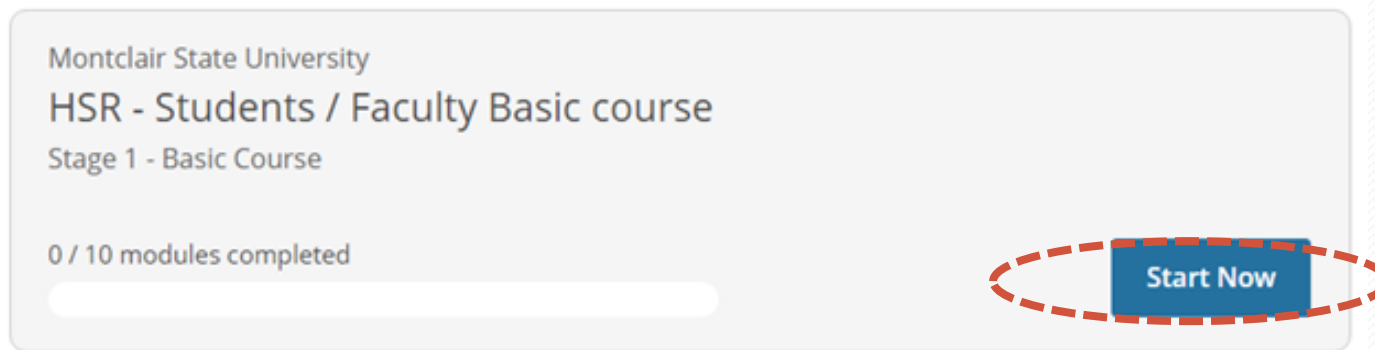 Montclair State University
HSR - Students / Faculty Basic course
Stage 1 - Basic Course
0 / 10 modules completed
Start Now